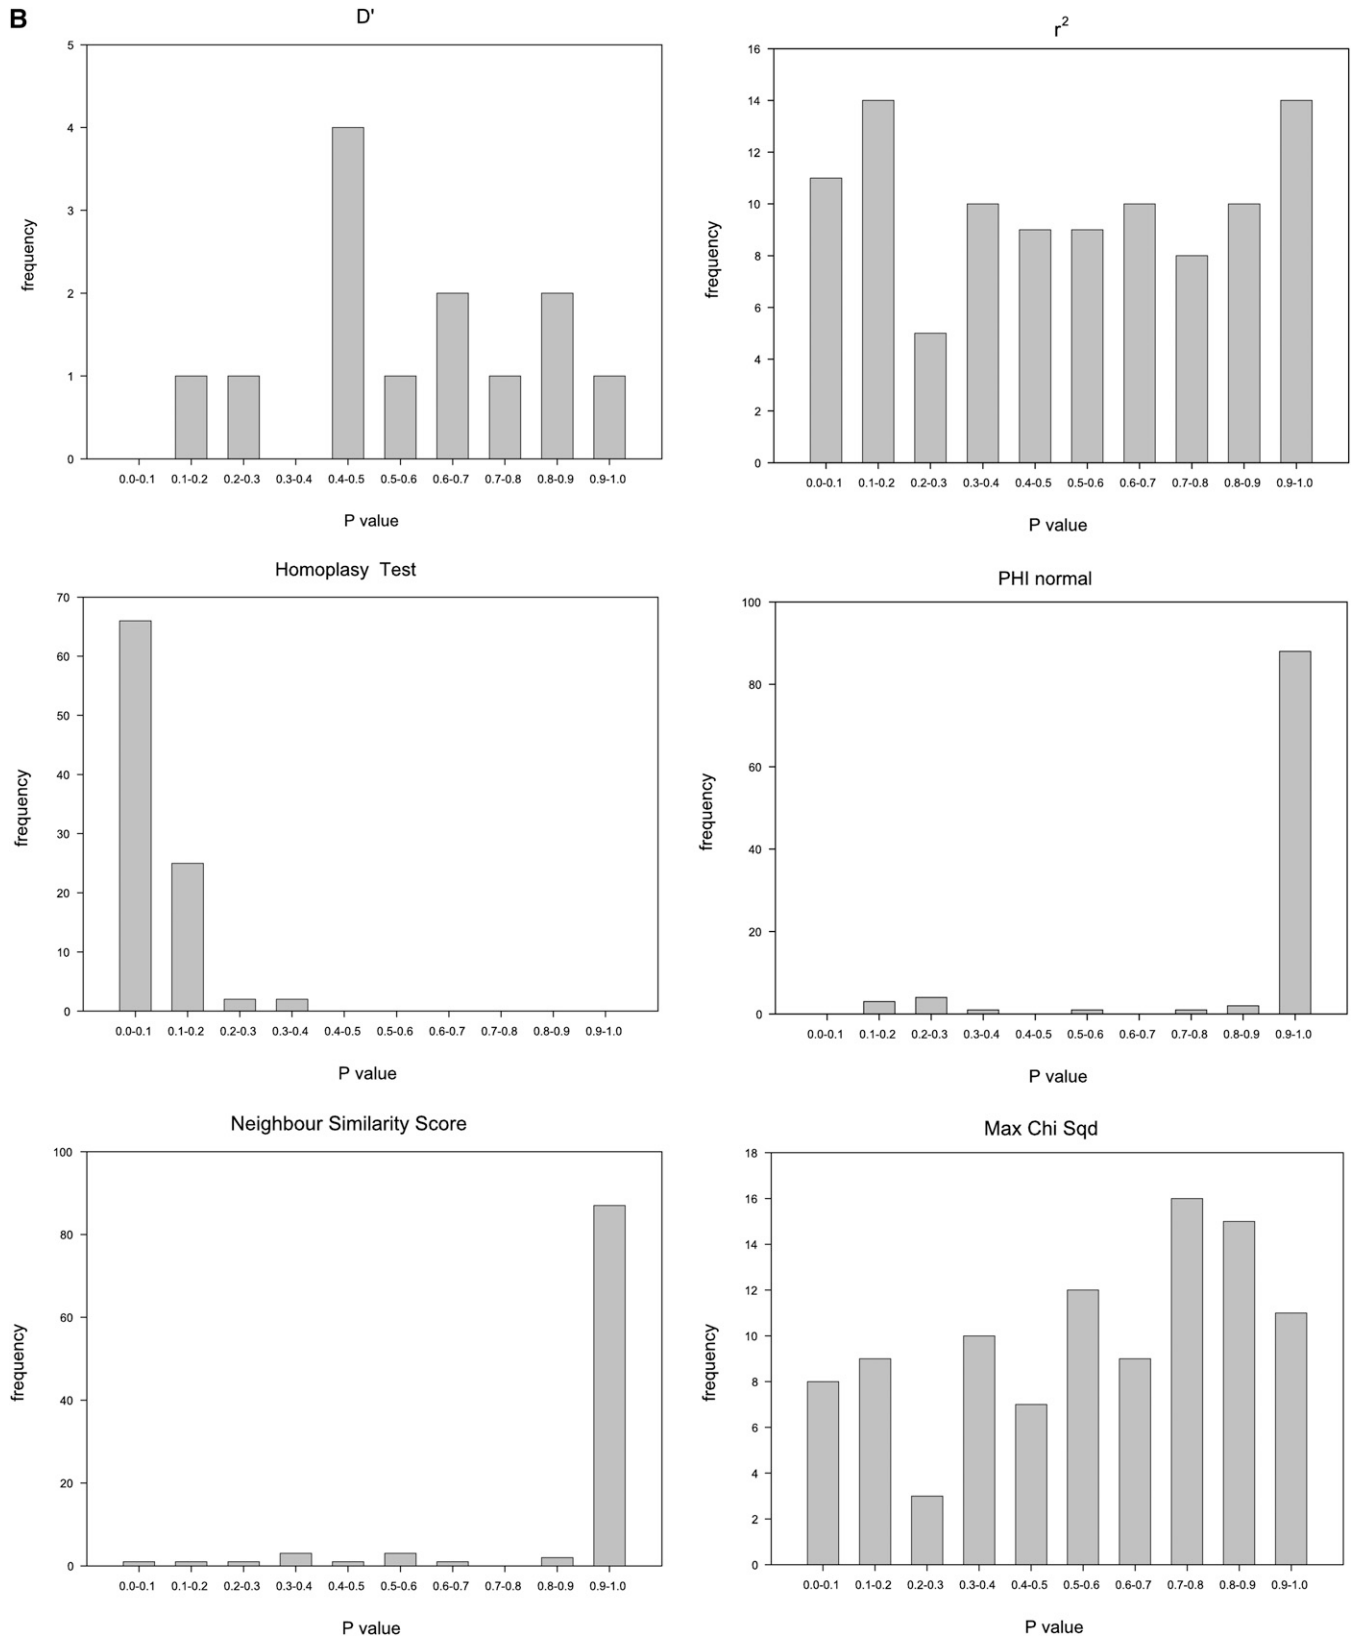 B
D'
5
4
3
2
1
0
frequency
0.0-0.1 0.1-0.2 0.2-0.3 0.3-0.4 0.4-0.5 0.5-0.6 0.6-0.7 0.7-0.8 0.8-0.9 0.9-1.0
P value
r²
16
14
12
10
8
6
4
2
0
frequency
0.0-0.1 0.1-0.2 0.2-0.3 0.3-0.4 0.4-0.5 0.5-0.6 0.6-0.7 0.7-0.8 0.8-0.9 0.9-1.0
P value
Homoplasy Test
70
60
50
40
30
20
10
0
frequency
0.0-0.1 0.1-0.2 0.2-0.3 0.3-0.4 0.4-0.5 0.5-0.6 0.6-0.7 0.7-0.8 0.8-0.9 0.9-1.0
P value
PHI normal
100
80
60
40
20
0
frequency
0.0-0.1 0.1-0.2 0.2-0.3 0.3-0.4 0.4-0.5 0.5-0.6 0.6-0.7 0.7-0.8 0.8-0.9 0.9-1.0
P value
Neighbour Similarity Score
100
80
60
40
20
0
frequency
0.0-0.1 0.1-0.2 0.2-0.3 0.3-0.4 0.4-0.5 0.5-0.6 0.6-0.7 0.7-0.8 0.8-0.9 0.9-1.0
P value
Max Chi Sqd
18
16
14
12
10
8
6
4
2
0
frequency
0.0-0.1 0.1-0.2 0.2-0.3 0.3-0.4 0.4-0.5 0.5-0.6 0.6-0.7 0.7-0.8 0.8-0.9 0.9-1.0
P value